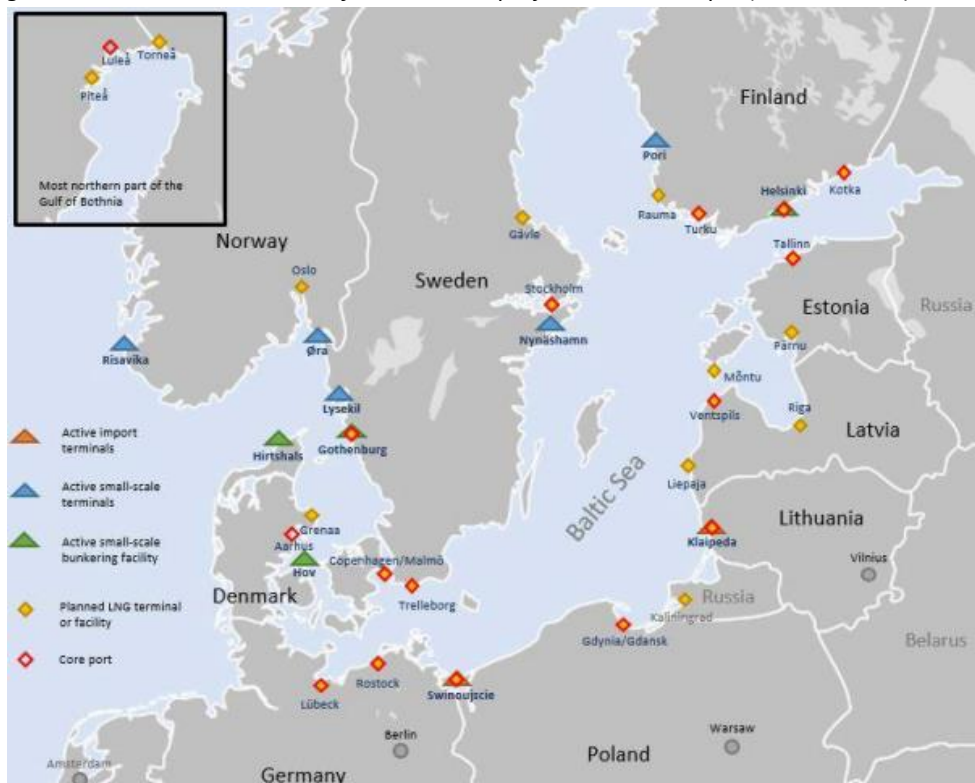 Luleå
Torneå
Piteå
Most northern part of the
Gulf of Bothnia
Finland
Pori
Helsinki
Kotka
Rauma
Turku
Gävle
Tallinn
Norway
Oslo
Sweden
Stockholm
Nynäshamn
Estonia
Russia
Risavika
Øra
Pärnu
Mõntu
Lysekil
Ventspils
Riga
Latvia
Active import
terminals
Hirtshals
Gothenburg
Liepaja
Baltic Sea
Active small-scale
terminals
Lithuania
Grenaa
Aarhus
Klaipeda
Active small-scale
bunkering facility
Hov
Copenhagen/Malmö
Vilnius
Denmark
Trelleborg
Russia
Kaliningrad
Planned LNG terminal
or facility
Gdynia/Gdansk
Belarus
Core port
Rostock
Lübeck
Swinoujscie
Berlin
Warsaw
Poland
Amsterdam
Germany